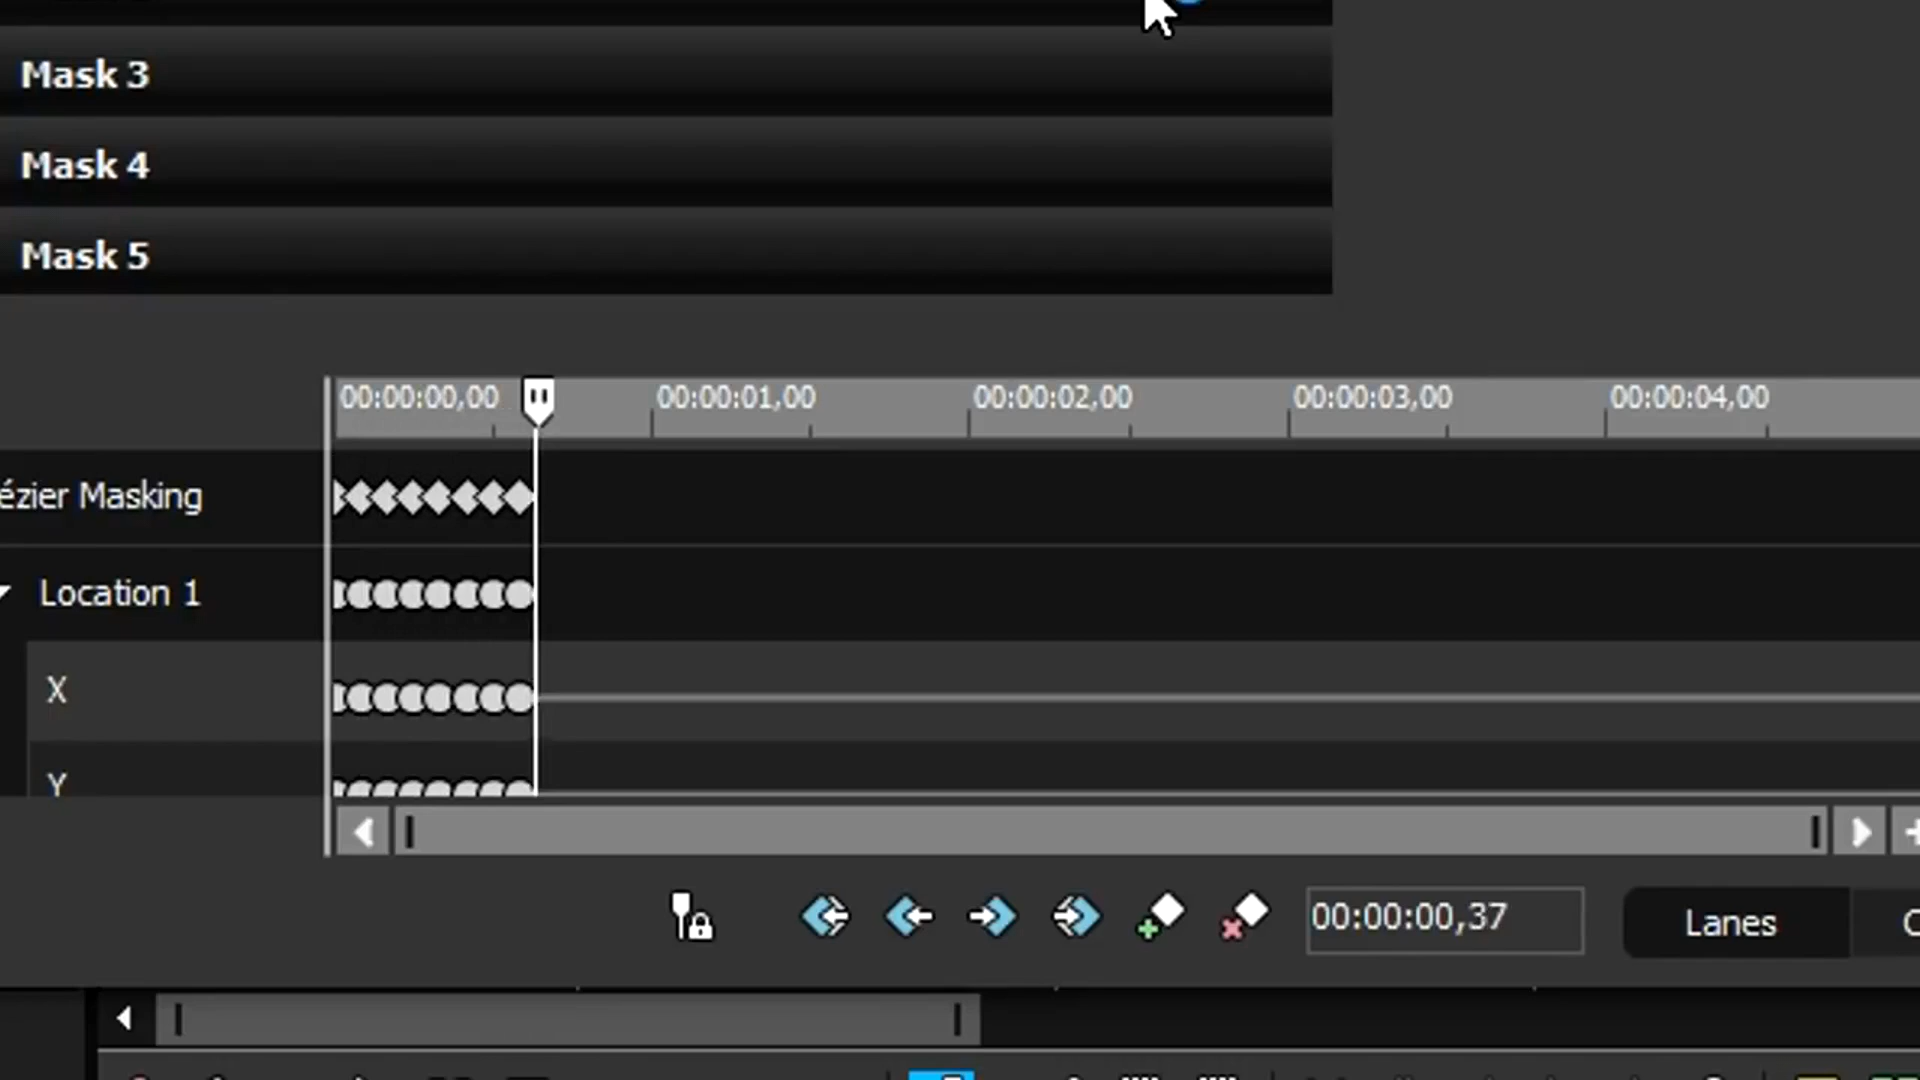 Mask 3
Mask 4
Mask 5
00:00:00,00 00:00:01,00 00:00:02,00 00:00:03,00 00:00:04,00
ézier Masking
Location 1
X
Y
00:00:00,37 Lanes